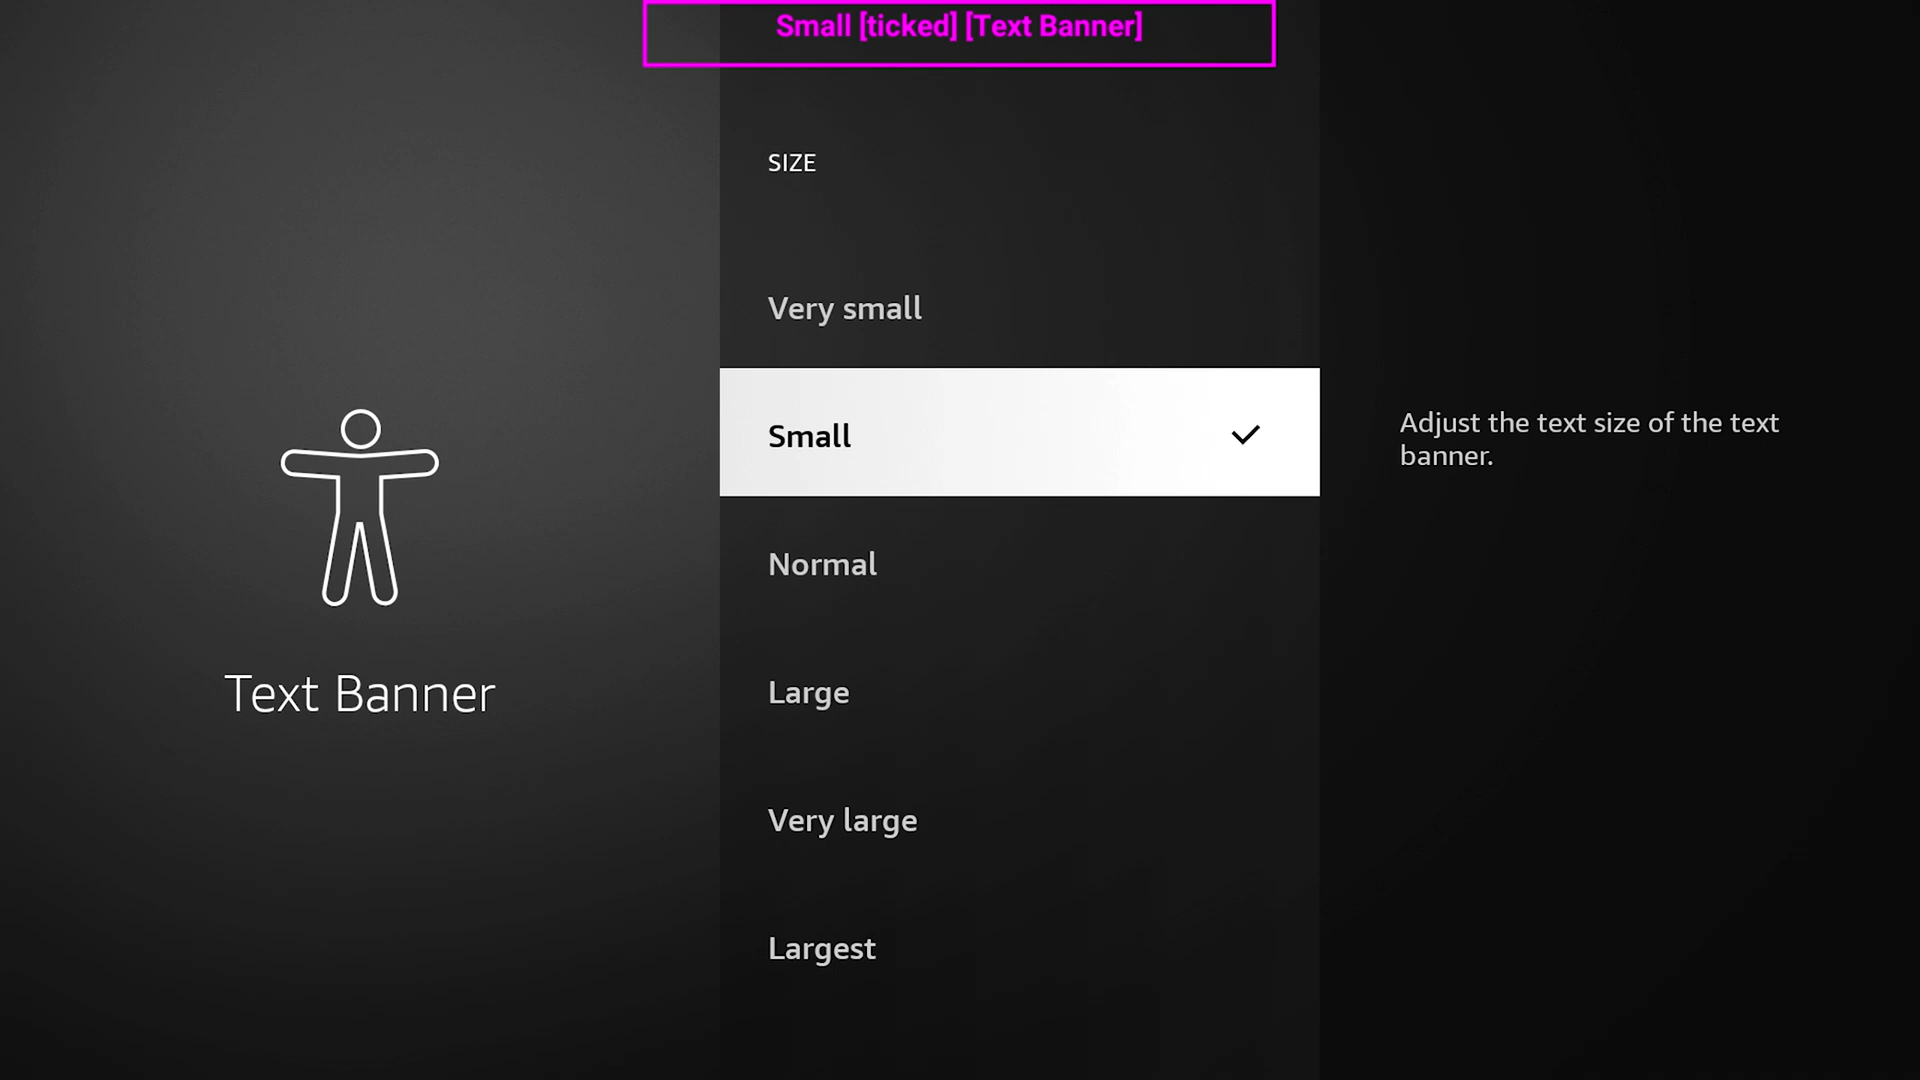 Small [ticked] [Text Banner]
SIZE
Very small
Small
Normal
Large
Very large
Largest
Text Banner
Adjust the text size of the text
banner.